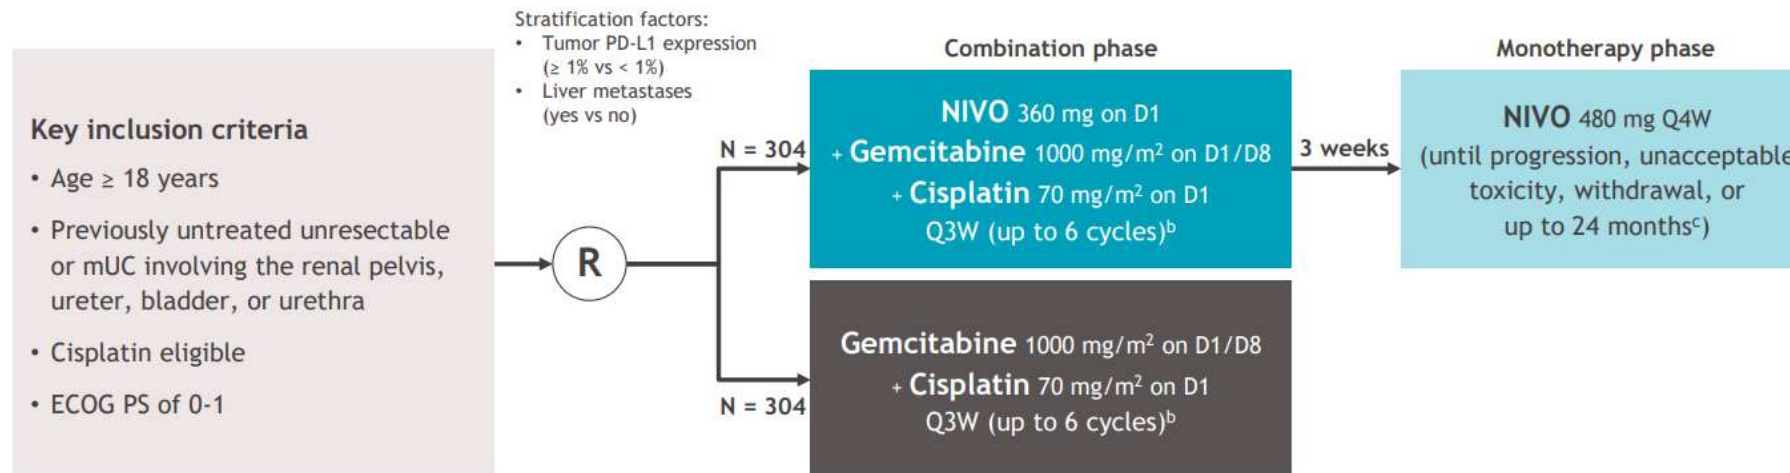 Stratification factors:
• Tumor PD-L1 expression
(≥ 1% vs < 1%)
• Liver metastases
(yes vs no)
Key inclusion criteria
• Age ≥ 18 years
• Previously untreated unresectable
or mUC involving the renal pelvis,
ureter, bladder, or urethra
• Cisplatin eligible
• ECOG PS of 0-1
R
N = 304
N = 304
Combination phase
NIVO 360 mg on D1
+ Gemcitabine 1000 mg/m² on D1/D8
+ Cisplatin 70 mg/m² on D1
Q3W (up to 6 cycles)ᵇ
Gemcitabine 1000 mg/m² on D1/D8
+ Cisplatin 70 mg/m² on D1
Q3W (up to 6 cycles)ᵇ
3 weeks
Monotherapy phase
NIVO 480 mg Q4W
(until progression, unacceptable
toxicity, withdrawal, or
up to 24 monthsᶜ)